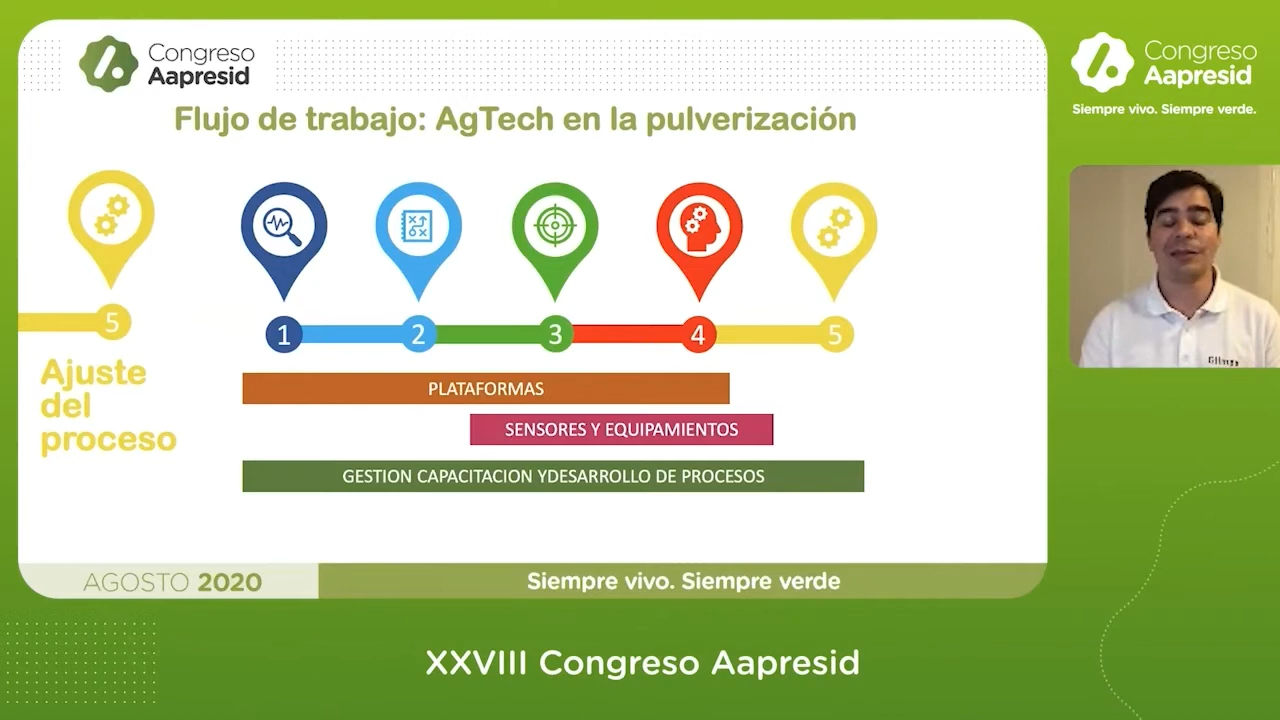 Congreso
Aapresid
Flujo de trabajo: AgTech en la pulverización
5
Ajuste
del
proceso
1 2 3 4 5
PLATAFORMAS
SENSORES Y EQUIPAMIENTOS
GESTION CAPACITACION YDESARROLLO DE PROCESOS
AGOSTO 2020
Siempre vivo. Siempre verde
Congreso
Aapresid
Siempre vivo. Siempre verde.
XXVIII Congreso Aapresid